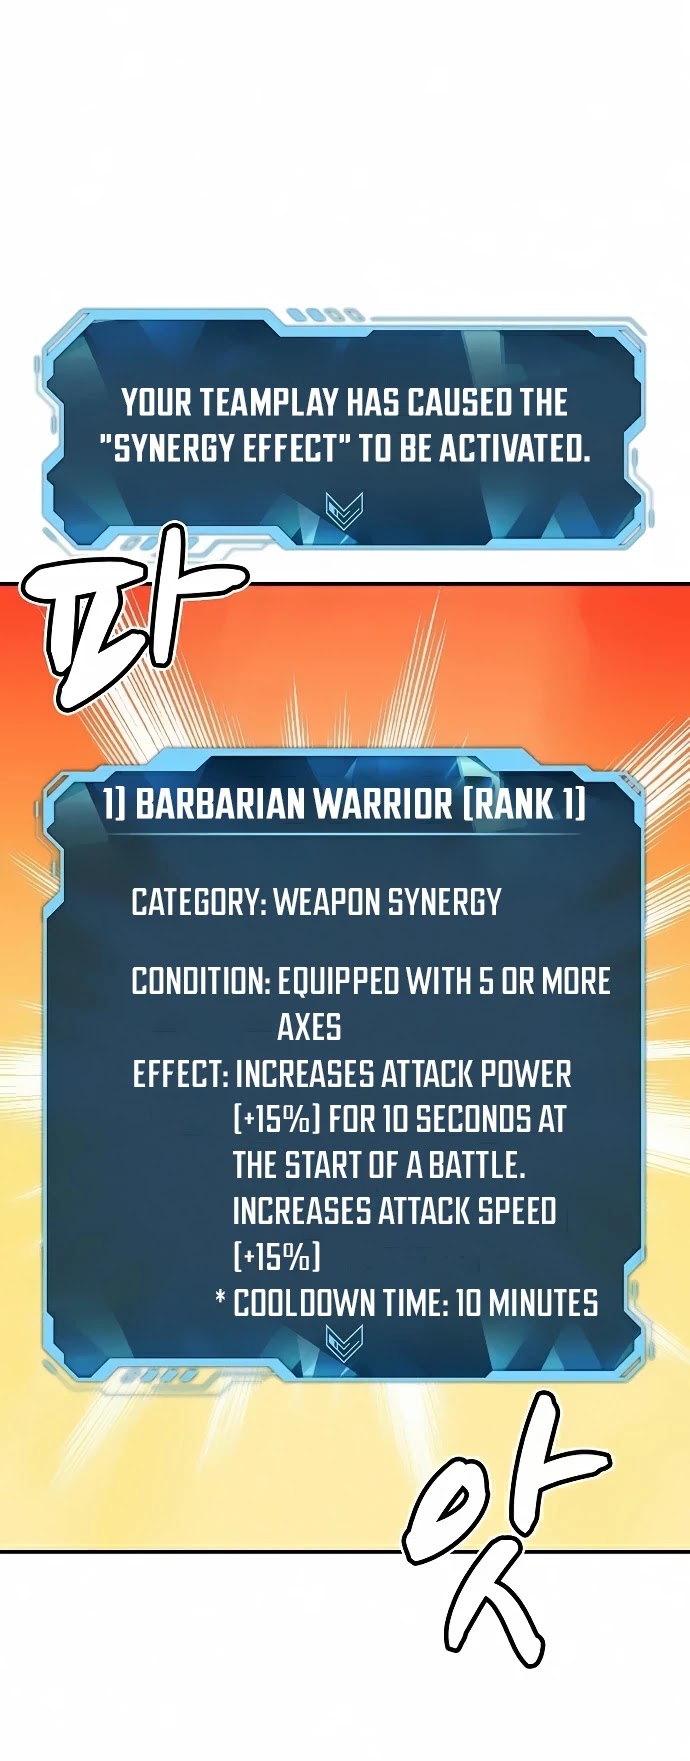 YOUR TEAMPLAY HAS CAUSED THE
"SYNERGY EFFECT" TO BE ACTIVATED.
파
1] BARBARIAN WARRIOR [RANK 1]
CATEGORY: WEAPON SYNERGY
CONDITION: EQUIPPED WITH 5 OR MORE
AXES
EFFECT: INCREASES ATTACK POWER
[+15%] FOR 10 SECONDS AT
THE START OF A BATTLE.
INCREASES ATTACK SPEED
[+15%]
* COOLDOWN TIME: 10 MINUTES
앗